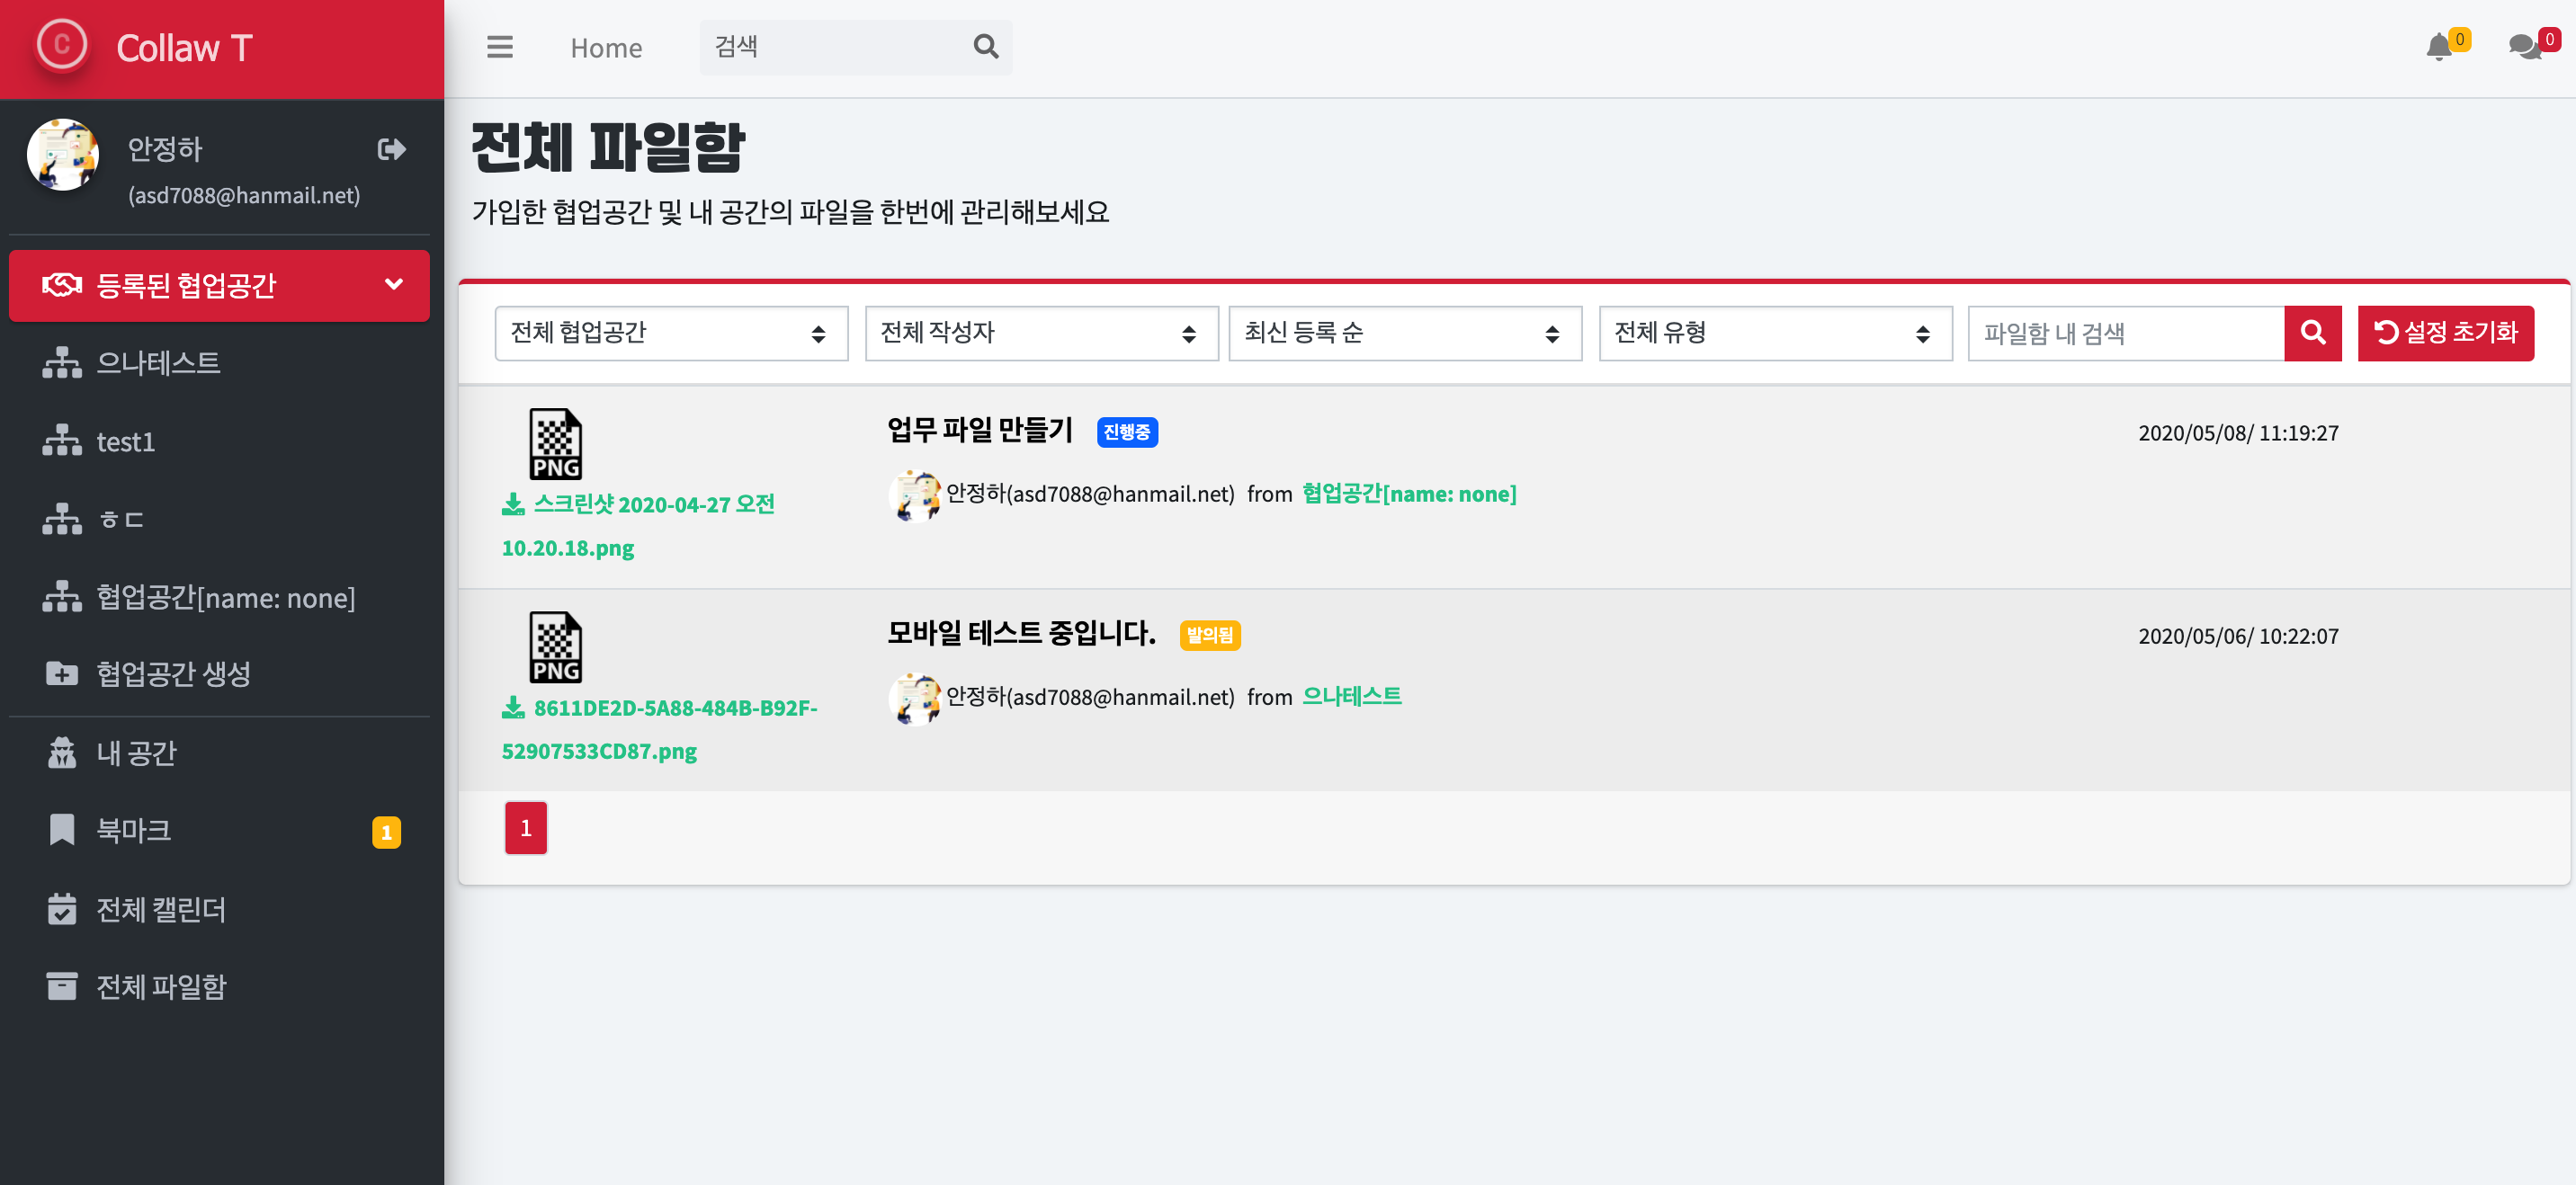 C Collaw T
안정하
(asd7088@hanmail.net)
등록된 협업공간
으나테스트
test1
ㅎㄷ
협업공간[name: none]
협업공간 생성
내 공간
북마크 1
전체 캘린더
전체 파일함
Home 검색 0 0
전체 파일함
가입한 협업공간 및 내 공간의 파일을 한번에 관리해보세요
전체 협업공간 전체 작성자 최신 등록 순 전체 유형 파일함 내 검색 설정 초기화
PNG
스크린샷 2020-04-27 오전
10.20.18.png
업무 파일 만들기 진행중 2020/05/08/ 11:19:27
안정하(asd7088@hanmail.net) from 협업공간[name: none]
PNG
8611DE2D-5A88-484B-B92F-
52907533CD87.png
모바일 테스트 중입니다. 발의됨 2020/05/06/ 10:22:07
안정하(asd7088@hanmail.net) from 으나테스트
1